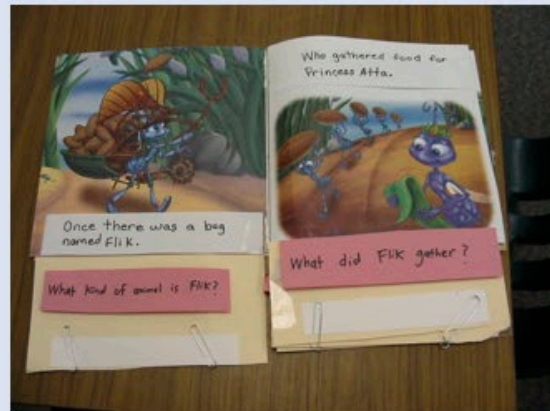 Once there was a bug
named Flik.
What kind of animal is Flik?
Who gathered food for
Princess Atta.
What did Flik gather?